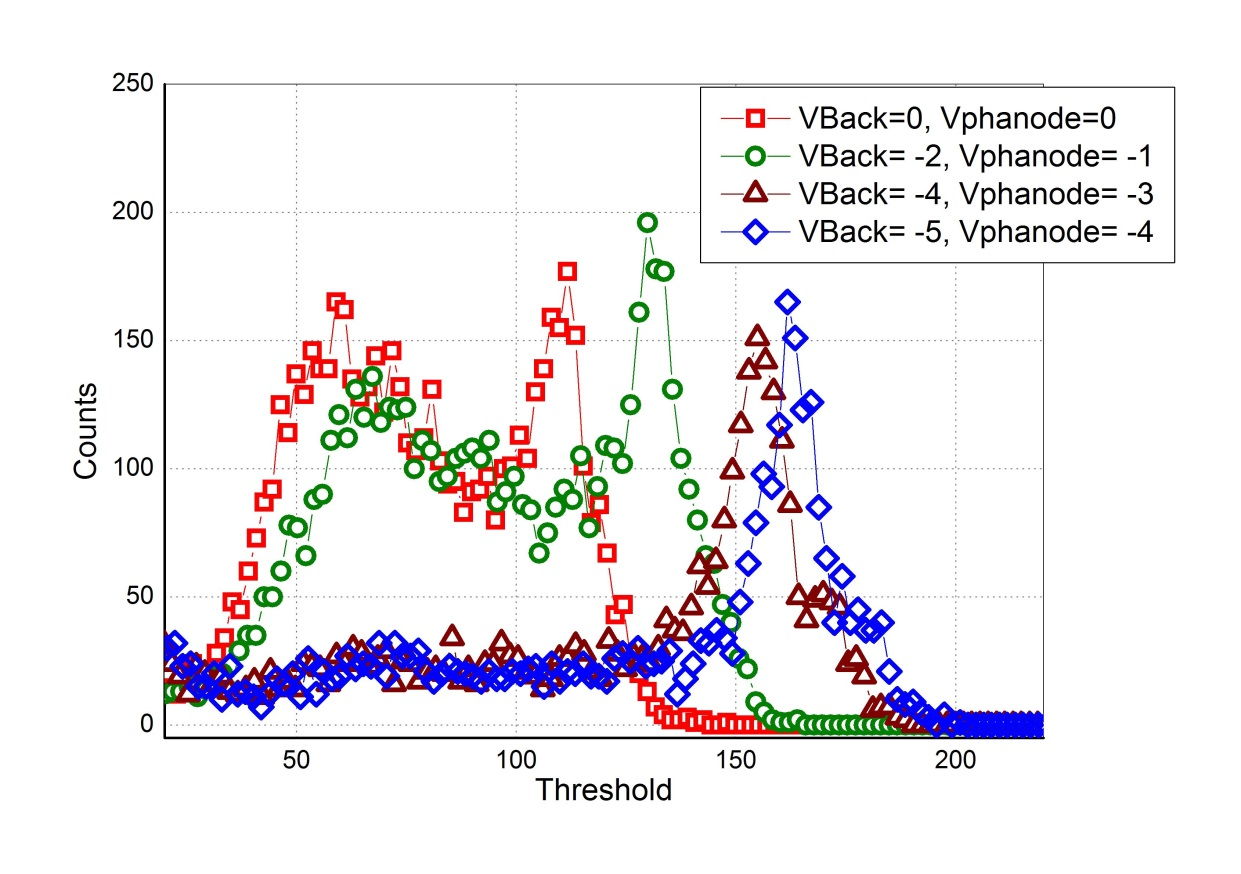 250
VBack=0, Vphanode=0
VBack= -2, Vphanode= -1
VBack= -4, Vphanode= -3
VBack= -5, Vphanode= -4
200
150
100
50
0
Counts
50 100 150 200
Threshold